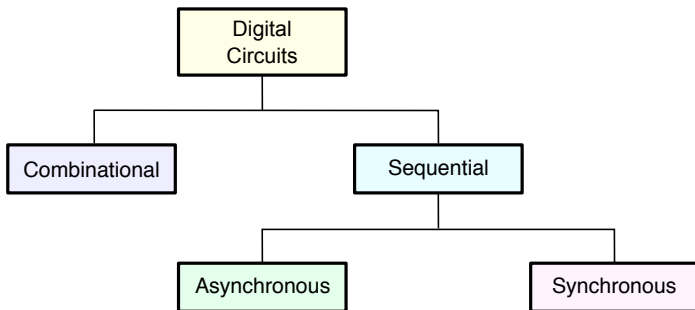 Digital
Circuits
Combinational
Sequential
Asynchronous
Synchronous